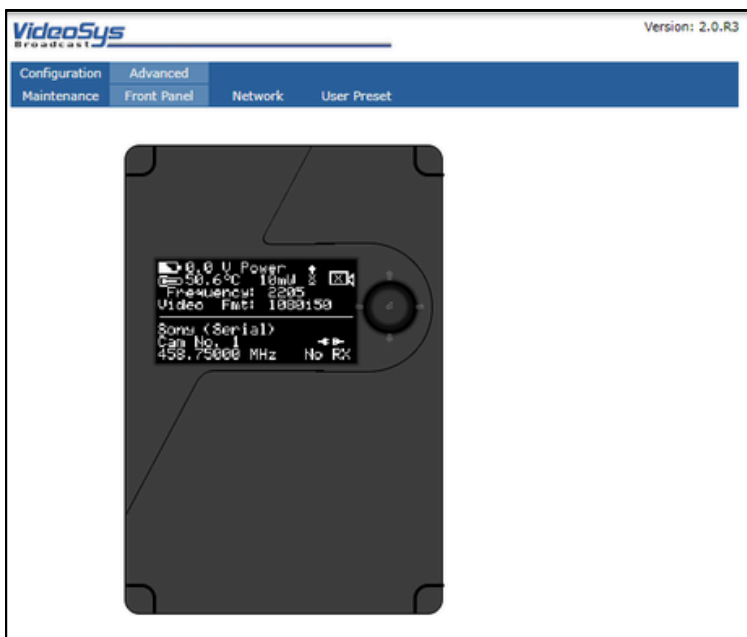 VideoSys
Broadcast
Version: 2.0.R3
Configuration Advanced
Maintenance Front Panel Network User Preset
0.0 V Power
50.6°C 10mW
Frequency: 2205
Video Fmt: 1080i50
Sony (Serial)
Cam No. 1
458.75000 MHz No RX